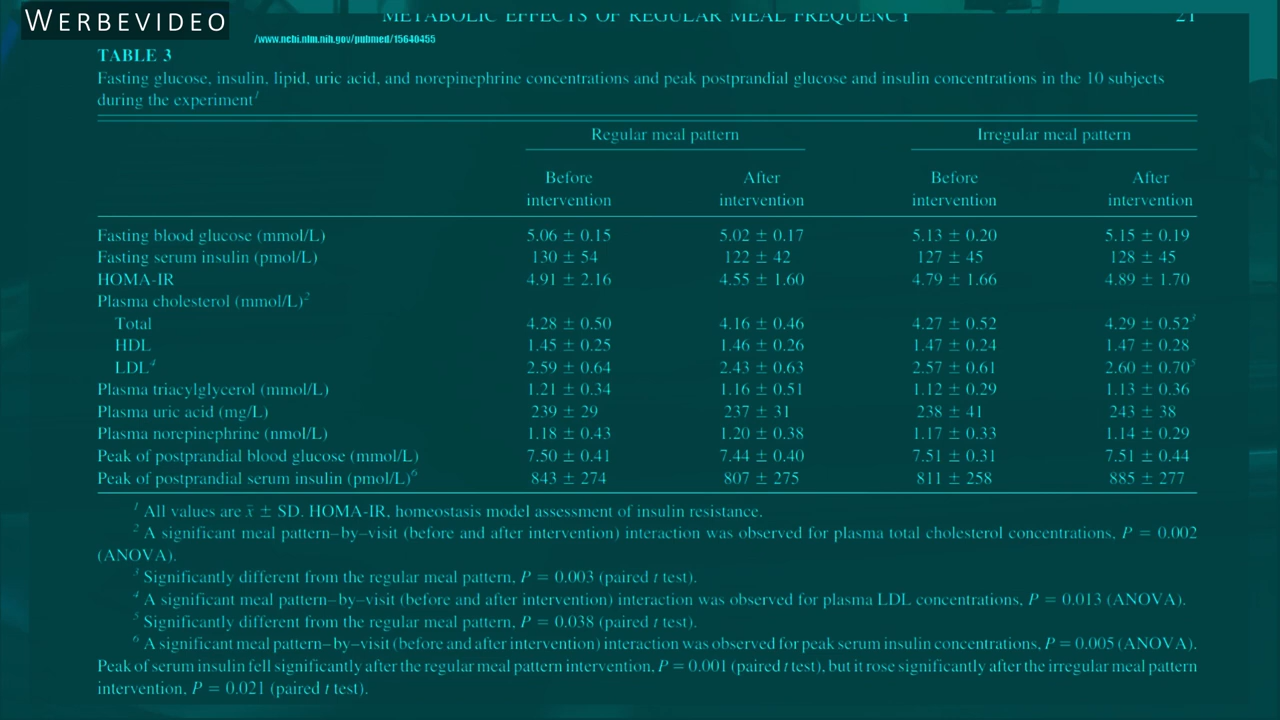 WERBEVIDEO
METABOLIC EFFECTS OF REGULAR MEAL FREQUENCY 21
/www.ncbi.nlm.nih.gov/pubmed/15640455
TABLE 3
Fasting glucose, insulin, lipid, uric acid, and norepinephrine concentrations and peak postprandial glucose and insulin concentrations in the 10 subjects
during the experiment1
Regular meal pattern Irregular meal pattern
Before After Before After
intervention intervention intervention intervention
Fasting blood glucose (mmol/L) 5.06 ± 0.15 5.02 ± 0.17 5.13 ± 0.20 5.15 ± 0.19
Fasting serum insulin (pmol/L) 130 ± 54 122 ± 42 127 ± 45 128 ± 45
HOMA-IR 4.91 ± 2.16 4.55 ± 1.60 4.79 ± 1.66 4.89 ± 1.70
Plasma cholesterol (mmol/L)2
Total 4.28 ± 0.50 4.16 ± 0.46 4.27 ± 0.52 4.29 ± 0.523
HDL 1.45 ± 0.25 1.46 ± 0.26 1.47 ± 0.24 1.47 ± 0.28
LDL4 2.59 ± 0.64 2.43 ± 0.63 2.57 ± 0.61 2.60 ± 0.705
Plasma triacylglycerol (mmol/L) 1.21 ± 0.34 1.16 ± 0.51 1.12 ± 0.29 1.13 ± 0.36
Plasma uric acid (mg/L) 239 ± 29 237 ± 31 238 ± 41 243 ± 38
Plasma norepinephrine (nmol/L) 1.18 ± 0.43 1.20 ± 0.38 1.17 ± 0.33 1.14 ± 0.29
Peak of postprandial blood glucose (mmol/L) 7.50 ± 0.41 7.44 ± 0.40 7.51 ± 0.31 7.51 ± 0.44
Peak of postprandial serum insulin (pmol/L)6 843 ± 274 807 ± 275 811 ± 258 885 ± 277
1 All values are x̄ ± SD. HOMA-IR, homeostasis model assessment of insulin resistance.
2 A significant meal pattern–by–visit (before and after intervention) interaction was observed for plasma total cholesterol concentrations, P = 0.002
(ANOVA).
3 Significantly different from the regular meal pattern, P = 0.003 (paired t test).
4 A significant meal pattern–by–visit (before and after intervention) interaction was observed for plasma LDL concentrations, P = 0.013 (ANOVA).
5 Significantly different from the regular meal pattern, P = 0.038 (paired t test).
6 A significant meal pattern–by–visit (before and after intervention) interaction was observed for peak serum insulin concentrations, P = 0.005 (ANOVA).
Peak of serum insulin fell significantly after the regular meal pattern intervention, P = 0.001 (paired t test), but it rose significantly after the irregular meal pattern
intervention, P = 0.021 (paired t test).